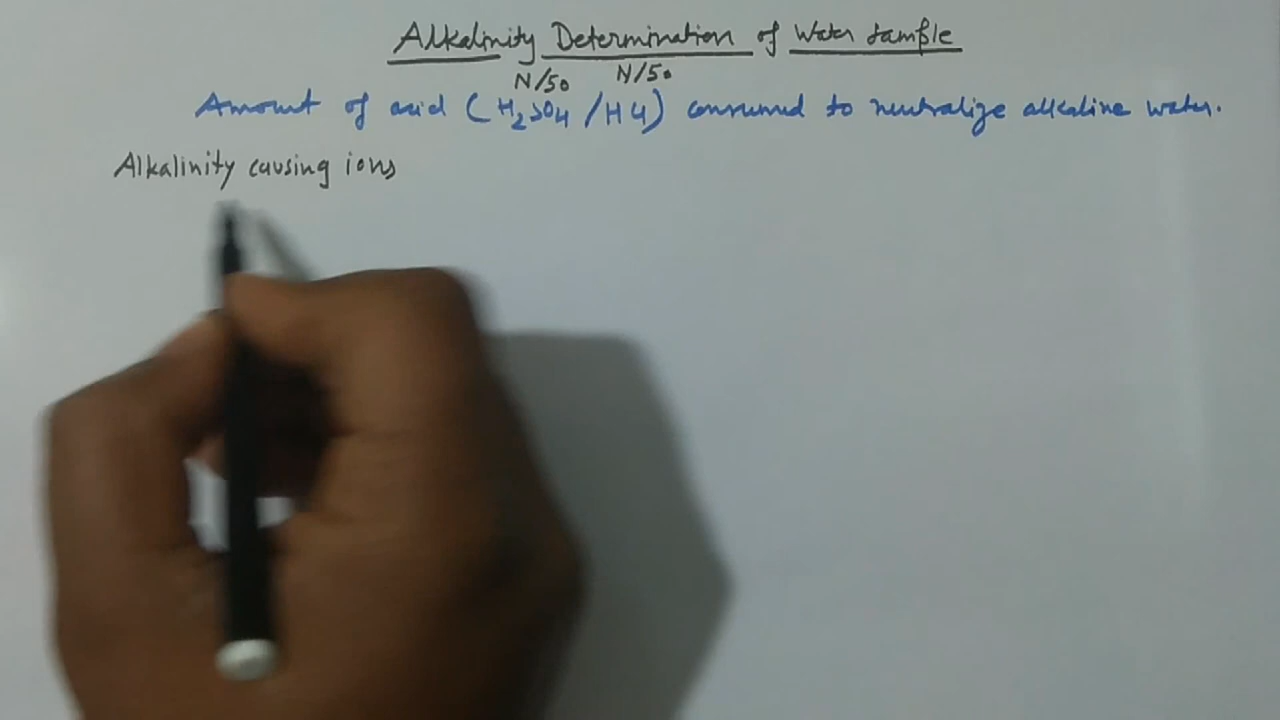 Alkalinity Determination of Water Sample
N/50 N/50
Amount of acid (H₂SO₄/HCl) consumed to neutralize alkaline water.
Alkalinity causing ions